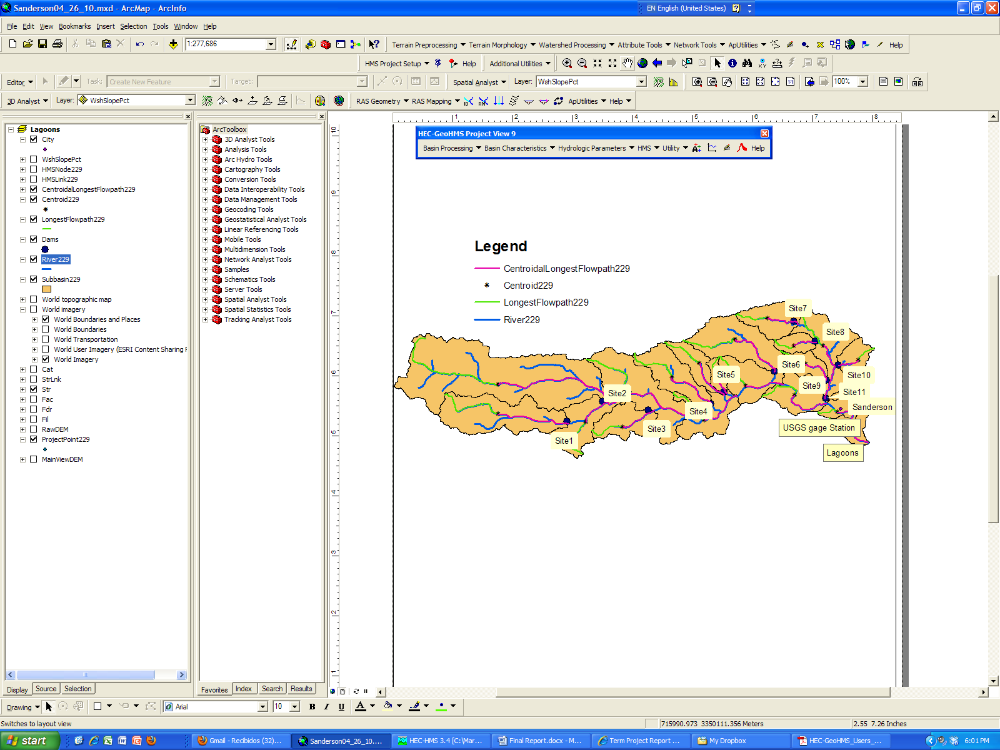 Sanderson04_26_10.mxd - ArcMap - ArcInfo
EN English (United States)
File Edit View Bookmarks Insert Selection Tools Window Help
1:277,686
Terrain Preprocessing Terrain Morphology Watershed Processing Attribute Tools Network Tools ApUtilities Help
HMS Project Setup Help Additional Utilities
Editor Task: Create New Feature Target: Spatial Analyst Layer: WshSlopePct 100%
3D Analyst Layer: WshSlopePct RAS Geometry RAS Mapping ApUtilities Help
Lagoons
City
WshSlopePct
HMSNode229
HMSLink229
CentroidalLongestFlowpath229
Centroid229
LongestFlowpath229
Dams
River229
Subbasin229
World topographic map
World imagery
World Boundaries and Places
World Boundaries
World Transportation
World User Imagery (ESRI Content Sharing
World Imagery
Cat
StrLnk
Str
Fac
Fdr
Fil
RawDEM
ProjectPoint229
MainViewDEM
Display Source Selection
ArcToolbox
3D Analyst Tools
Analysis Tools
Arc Hydro Tools
Cartography Tools
Conversion Tools
Data Interoperability Tools
Data Management Tools
Geocoding Tools
Geostatistical Analyst Tools
Linear Referencing Tools
Mobile Tools
Multidimension Tools
Network Analyst Tools
Samples
Schematics Tools
Server Tools
Spatial Analyst Tools
Spatial Statistics Tools
Tracking Analyst Tools
Favorites Index Search Results
1 2 3 4 5 6 7 8
10
9
8
7
6
5
4
3
2
1
HEC-GeoHMS Project View 9
Basin Processing Basin Characteristics Hydrologic Parameters HMS Utility Help
Legend
CentroidalLongestFlowpath229
Centroid229
LongestFlowpath229
River229
Site7
Site8
Site6
Site5
Site10
Site9
Site11
Site2
Sanderson
Site4
Site3
USGS gage Station
Site1
Lagoons
Drawing Arial 10 B I U A
Switches to layout view
715990.973 3350111.356 Meters
2.55 7.26 Inches
start
Gmail - Recibidos (32)...
Sanderson04_26_10....
HEC-HMS 3.4 [C:\Mar...
Final Report.docx - M...
Term Project Report ...
My Dropbox
HEC-GeoHMS_Users_...
6:01 PM